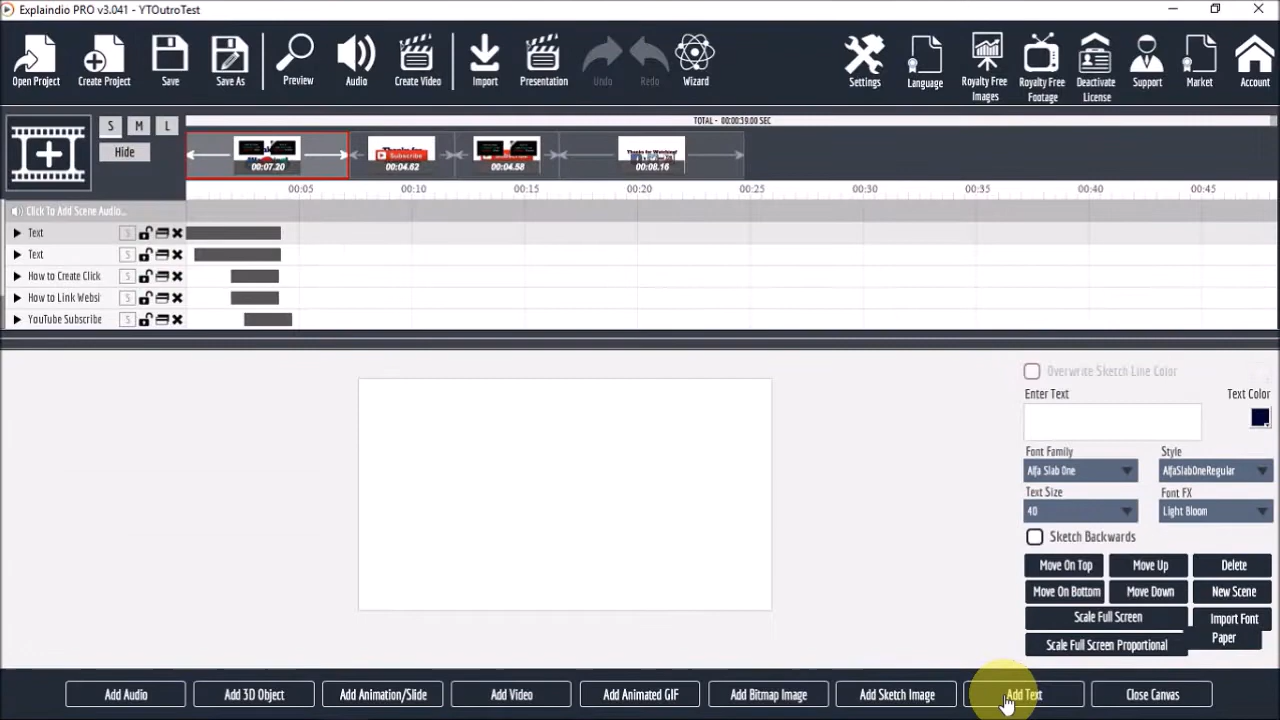 Explaindio PRO v3.041 - YTOutroTest
Open Project
Create Project
Save
Save As
Preview
Audio
Create Video
Import
Presentation
Undo
Redo
Wizard
Settings
Language
Royalty Free
Images
Royalty Free
Footage
Deactivate
License
Support
Market
Account
TOTAL - 00:00:39.00 SEC
S M L
Hide
00:07.20
Subscribe
00:04.62
00:04.58
Thanks for Watching!
00:08.16
00:05 00:10 00:15 00:20 00:25 00:30 00:35 00:40 00:45
Click To Add Scene Audio...
Text S
Text S
How to Create Click S
How to Link Websi S
YouTube Subscribe S
Overwrite Sketch Line Color
Enter Text Text Color
Font Family Style
Alfa Slab One AlfaSlabOneRegular
Text Size Font FX
40 Light Bloom
Sketch Backwards
Move On Top Move Up Delete
Move On Bottom Move Down New Scene
Scale Full Screen Import Font
Paper
Scale Full Screen Proportional
Add Audio Add 3D Object Add Animation/Slide Add Video Add Animated GIF Add Bitmap Image Add Sketch Image Add Text Close Canvas